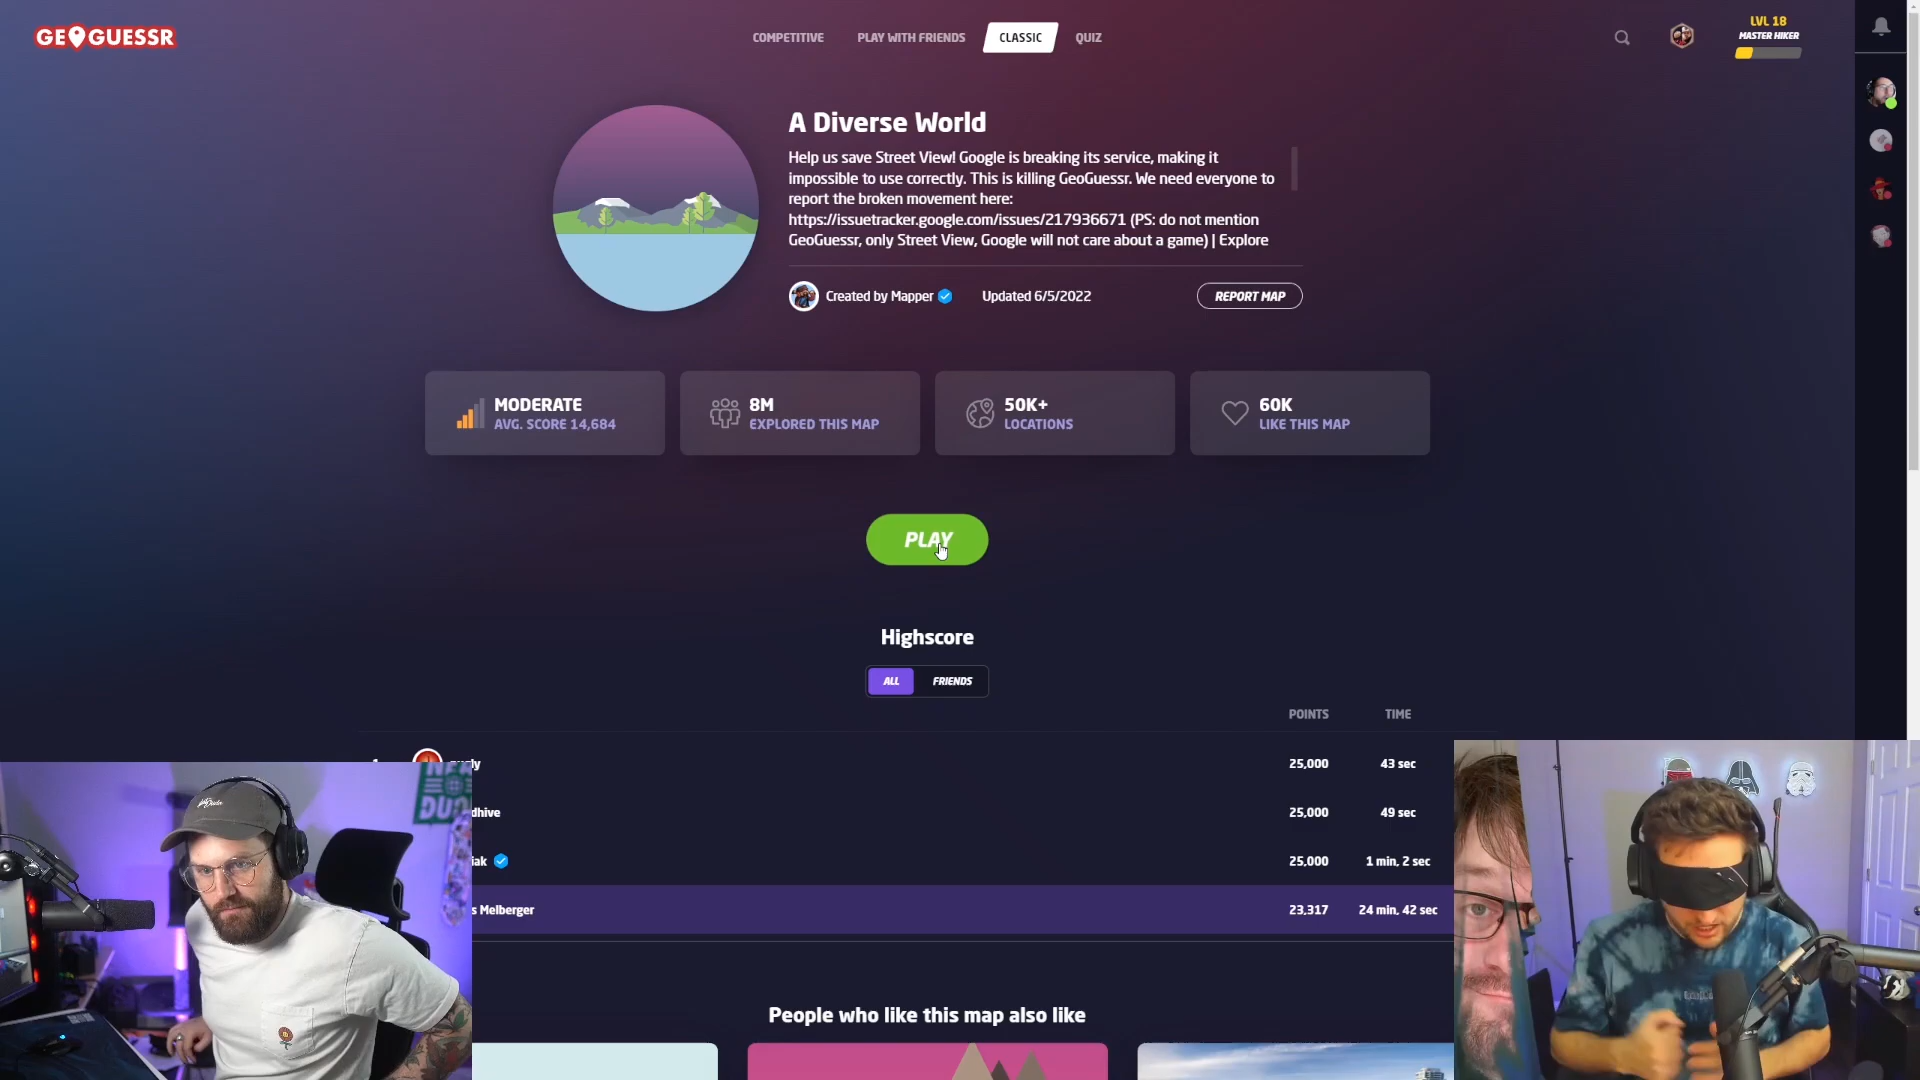 GEOGUESSR
COMPETITIVE PLAY WITH FRIENDS CLASSIC QUIZ
LVL 18
MASTER HIKER
A Diverse World
Help us save Street View! Google is breaking its service, making it
impossible to use correctly. This is killing GeoGuessr. We need everyone to
report the broken movement here:
https://issuetracker.google.com/issues/217936671 (PS: do not mention
GeoGuessr, only Street View, Google will not care about a game) | Explore
Created by Mapper Updated 6/5/2022 REPORT MAP
MODERATE
AVG. SCORE 14,684
8M
EXPLORED THIS MAP
50K+
LOCATIONS
60K
LIKE THIS MAP
PLAY
Highscore
ALL FRIENDS
POINTS TIME
25,000 43 sec
dhive 25,000 49 sec
iak 25,000 1 min, 2 sec
s Melberger 23,317 24 min, 42 sec
People who like this map also like